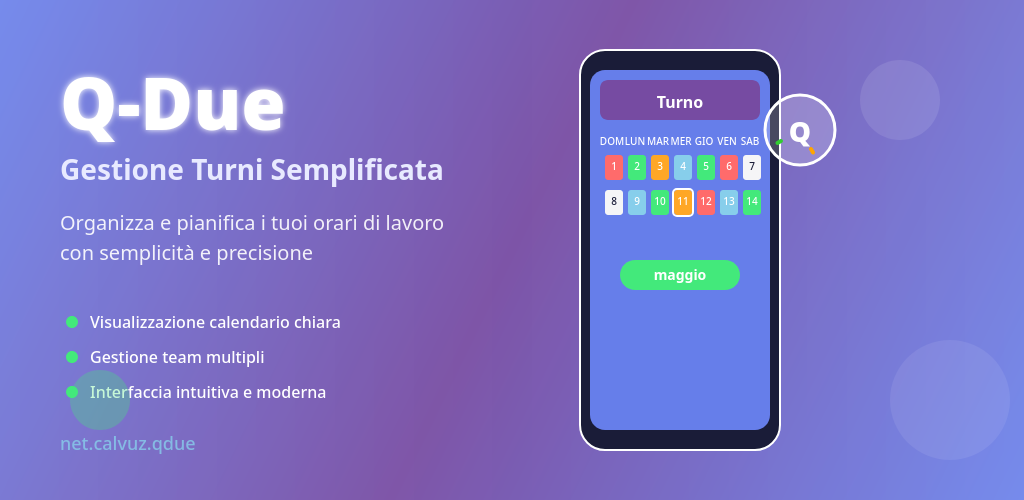 Q-Due
Gestione Turni Semplificata
Organizza e pianifica i tuoi orari di lavoro
con semplicità e precisione
Visualizzazione calendario chiara
Gestione team multipli
Interfaccia intuitiva e moderna
net.calvuz.qdue
Turno
DOM LUN MAR MER GIO VEN SAB
1 2 3 4 5 6 7
8 9 10 11 12 13 14
maggio
Q